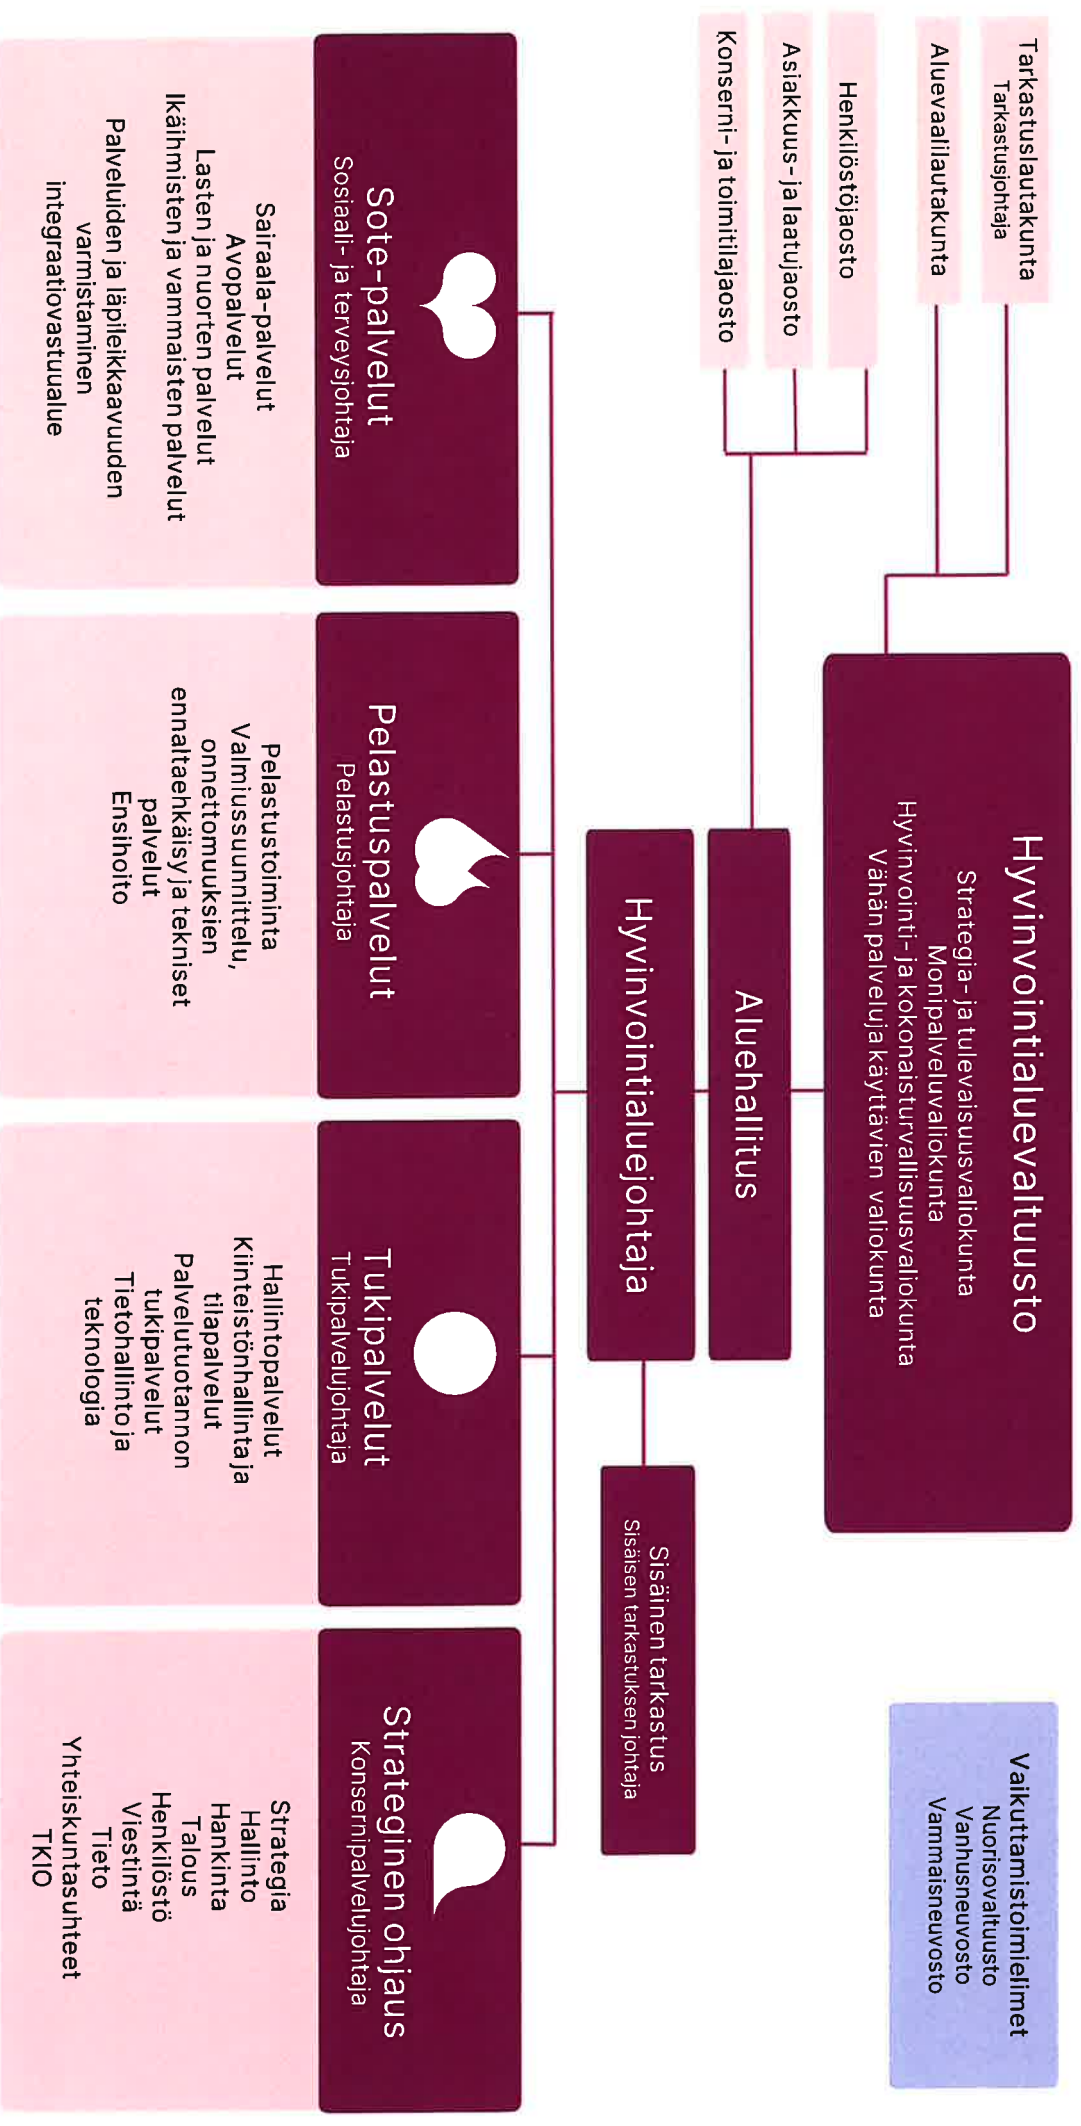 Tarkastuslautakunta
Tarkastusjohtaja
Aluevaalilautakunta
Henkilöstöjaosto
Asiakkuus- ja laatujaosto
Konserni- ja toimitilajaosto
Hyvinvointialuevaltuusto
Strategia- ja tulevaisuusvaliokunta
Monipalveluvaliokunta
Hyvinvointi- ja kokonaisturvallisuusvaliokunta
Vähän palveluja käyttävien valiokunta
Vaikuttamistoimielimet
Nuorisovaltuusto
Vanhusneuvosto
Vammaisneuvosto
Aluehallitus
Hyvinvointialuejohtaja
Sisäinen tarkastus
Sisäisen tarkastuksen johtaja
Sote-palvelut
Sosiaali- ja terveysjohtaja
Sairaala-palvelut
Avopalvelut
Lasten ja nuorten palvelut
Ikäihmisten ja vammaisten palvelut
Palveluiden ja läpileikkaavuuden
varmistaminen
integraatiovastuualue
Pelastuspalvelut
Pelastusjohtaja
Pelastustoiminta
Valmiussuunnittelu,
onnettomuuksien
ennaltaehkäisy ja tekniset
palvelut
Ensihoito
Tukipalvelut
Tukipalvelujohtaja
Hallintopalvelut
Kiinteistönhallinta ja
tilapalvelut
Palvelutuotannon
tukipalvelut
Tietohallinto ja
teknologia
Strateginen ohjaus
Konsernipalvelujohtaja
Strategia
Hallinto
Hankinta
Talous
Henkilöstö
Viestintä
Tieto
Yhteiskuntasuhteet
TKIO